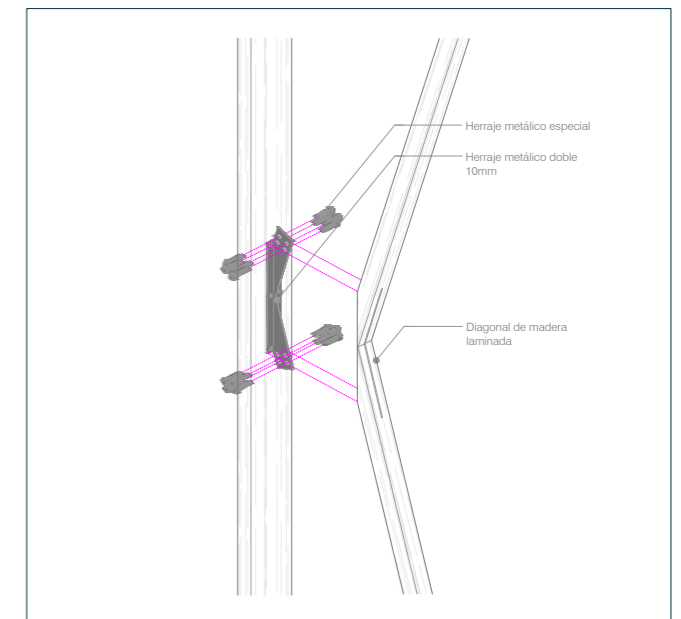 Herraje metálico especial
Herraje metálico doble
10mm
Diagonal de madera
laminada